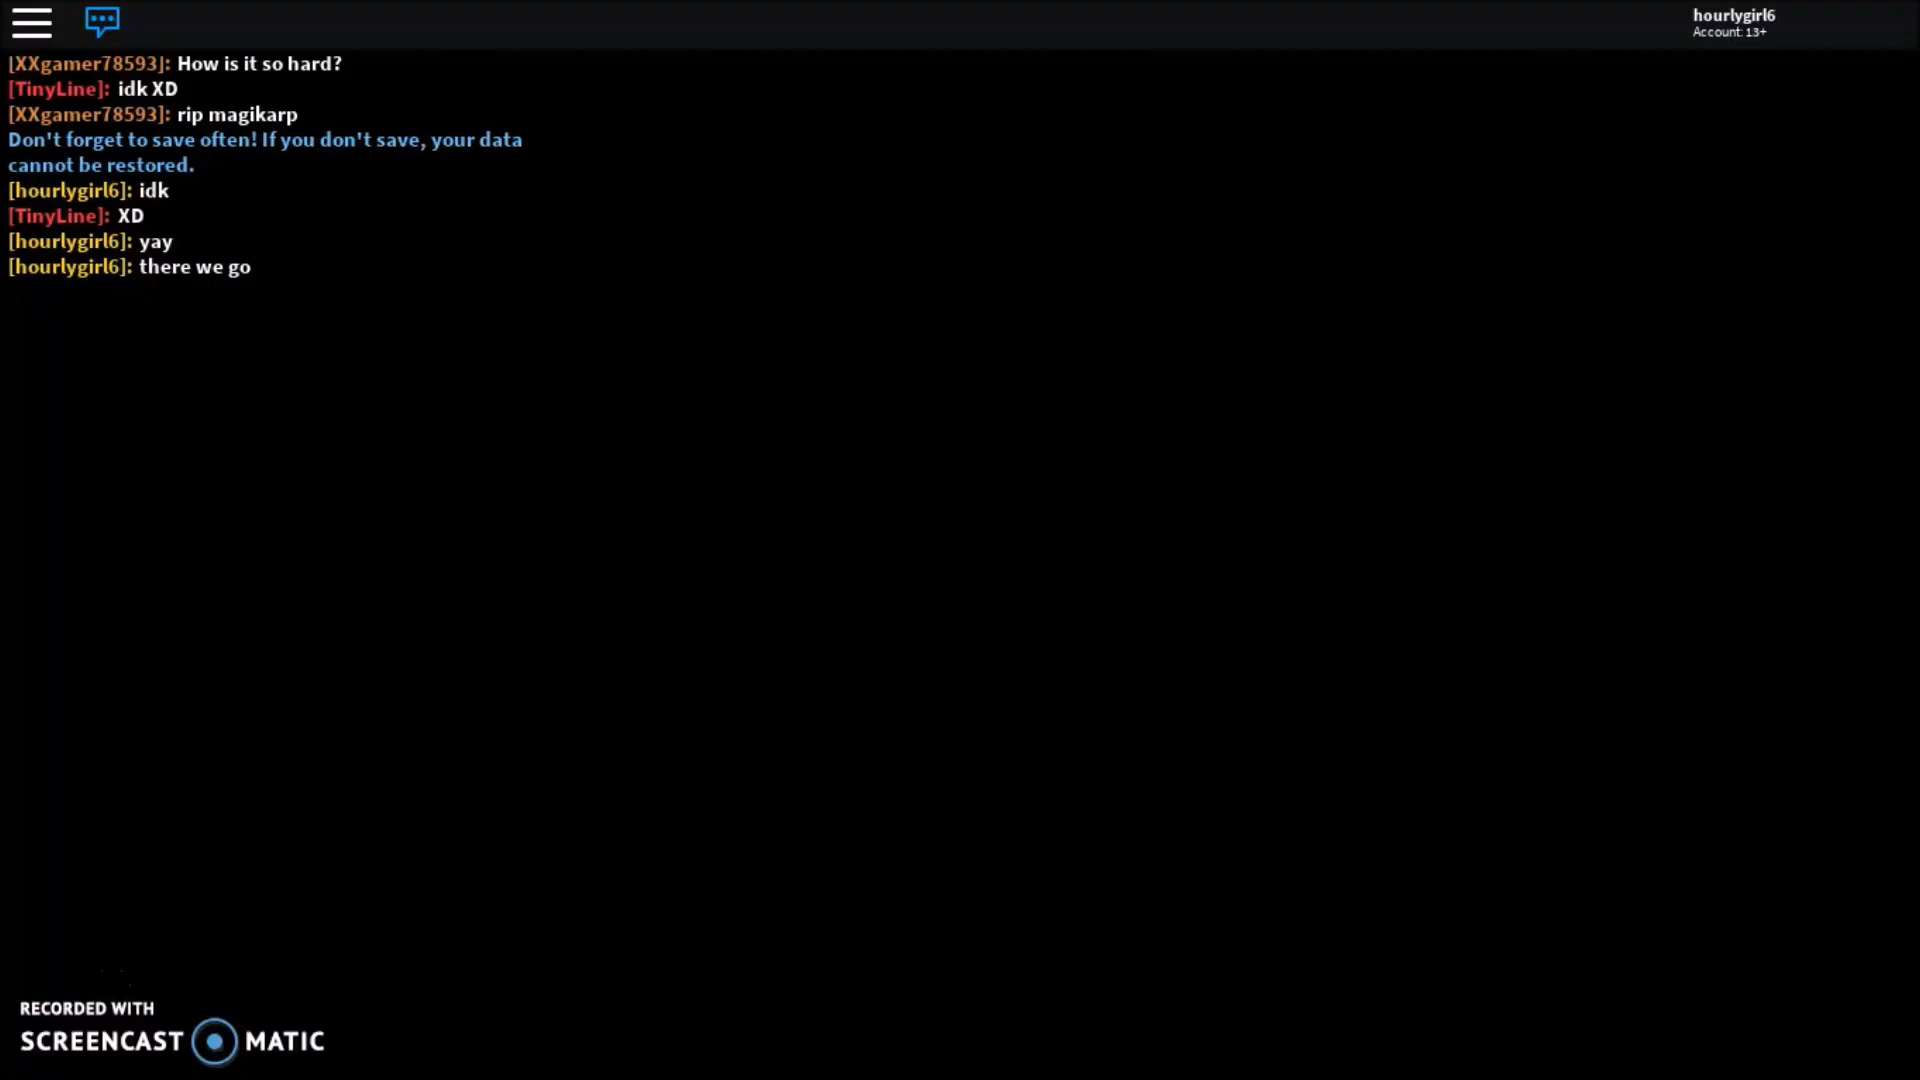 hourlygirl6
Account: 13+
[XXgamer78593]: How is it so hard?
[TinyLine]: idk XD
[XXgamer78593]: rip magikarp
Don't forget to save often! If you don't save, your data
cannot be restored.
[hourlygirl6]: idk
[TinyLine]: XD
[hourlygirl6]: yay
[hourlygirl6]: there we go
RECORDED WITH
SCREENCAST MATIC